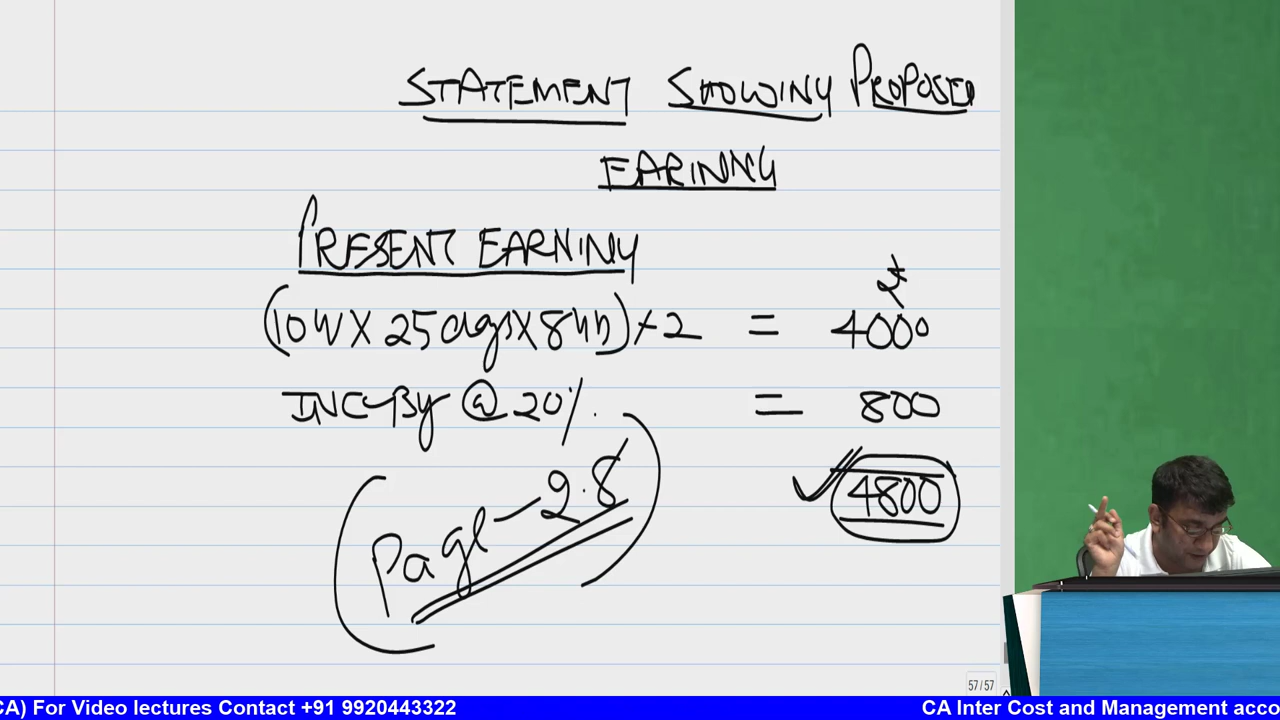 STATEMENT SHOWING PROPOSED
EARINNG
PRESENT EARNING
₹
(10W X 25 days X 8 hrs) X 2 = 4000
INC By @ 20% = 800
4800
Page - 2.8
57/57
CA) For Video lectures Contact +91 9920443322
CA Inter Cost and Management acco